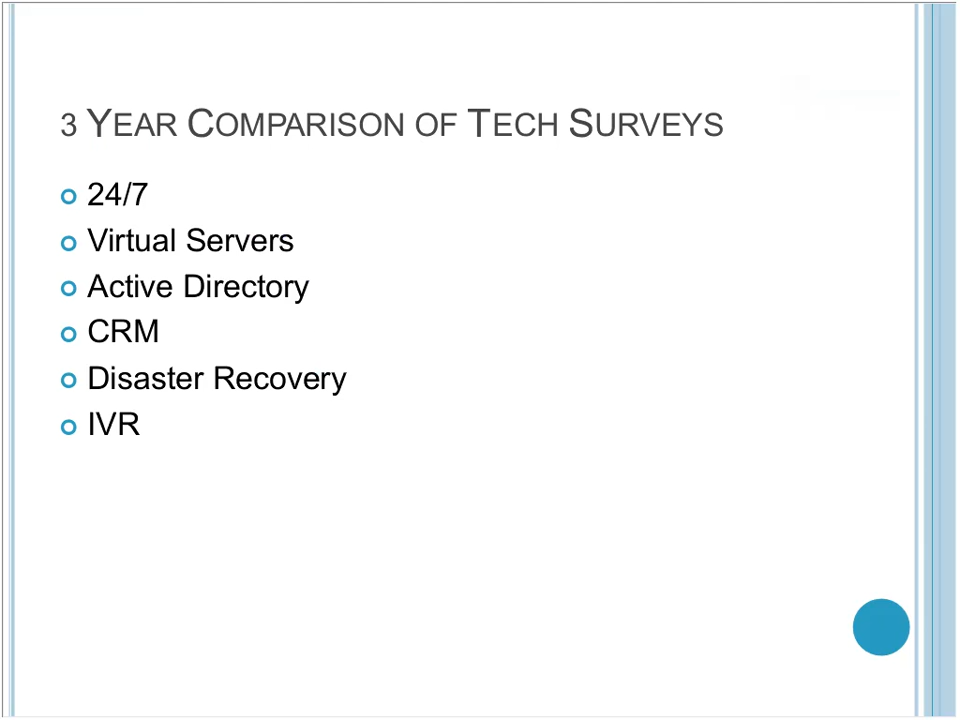 3 Year Comparison of Tech Surveys
24/7
Virtual Servers
Active Directory
CRM
Disaster Recovery
IVR